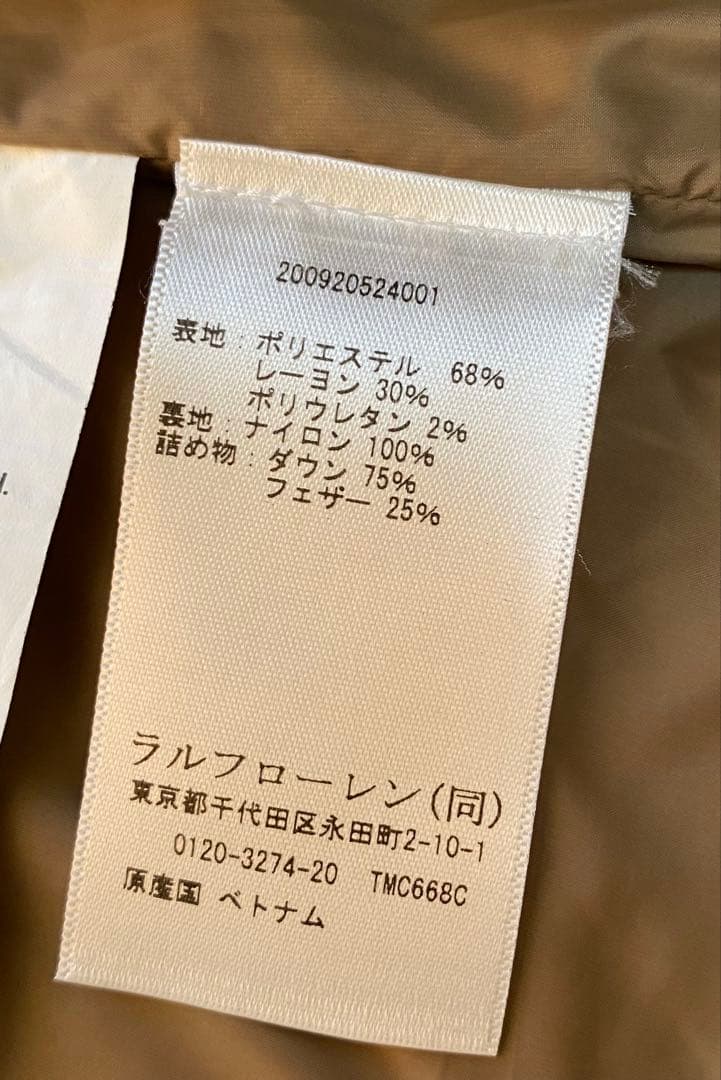 200920524001
表地:ポリエステル 68%
レーヨン 30%
ポリウレタン 2%
裏地:ナイロン 100%
詰め物:ダウン 75%
フェザー 25%
ラルフローレン(同)
東京都千代田区永田町2-10-1
0120-3274-20 TMC668C
原産国 ベトナム